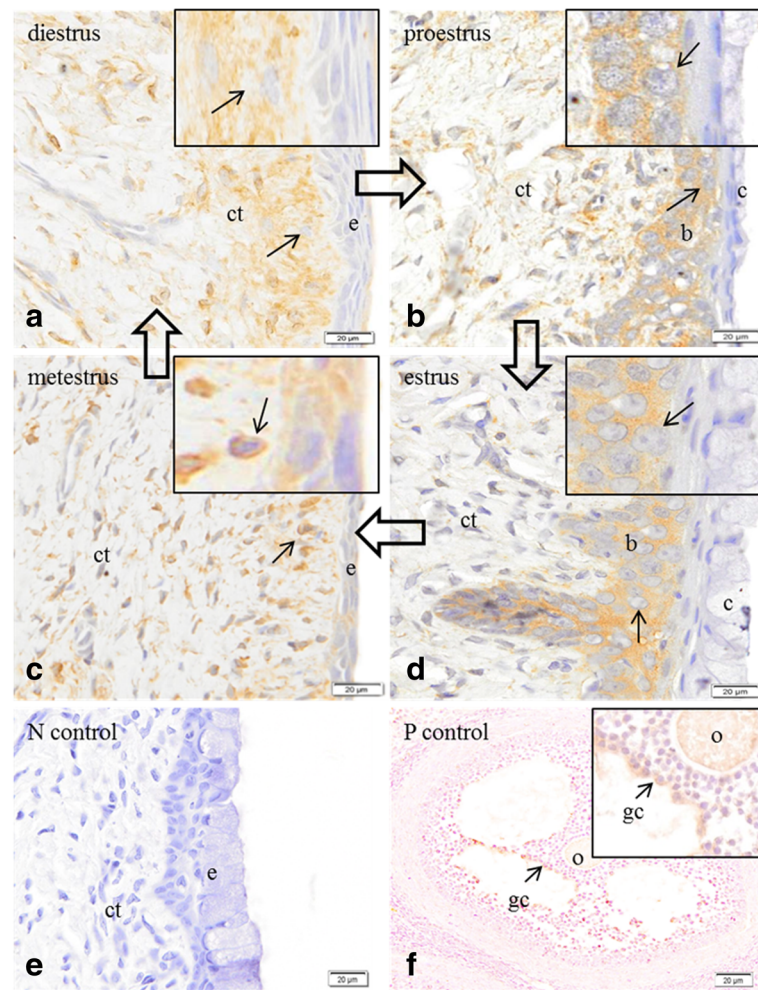 diestrus
ct
e
a
20 µm
proestrus
ct
b
c
b
20 µm
metestrus
ct
e
c
20 µm
estrus
ct
b
c
d
20 µm
N control
e
ct
e
20 µm
P control
o
gc
o
gc
f
20 µm